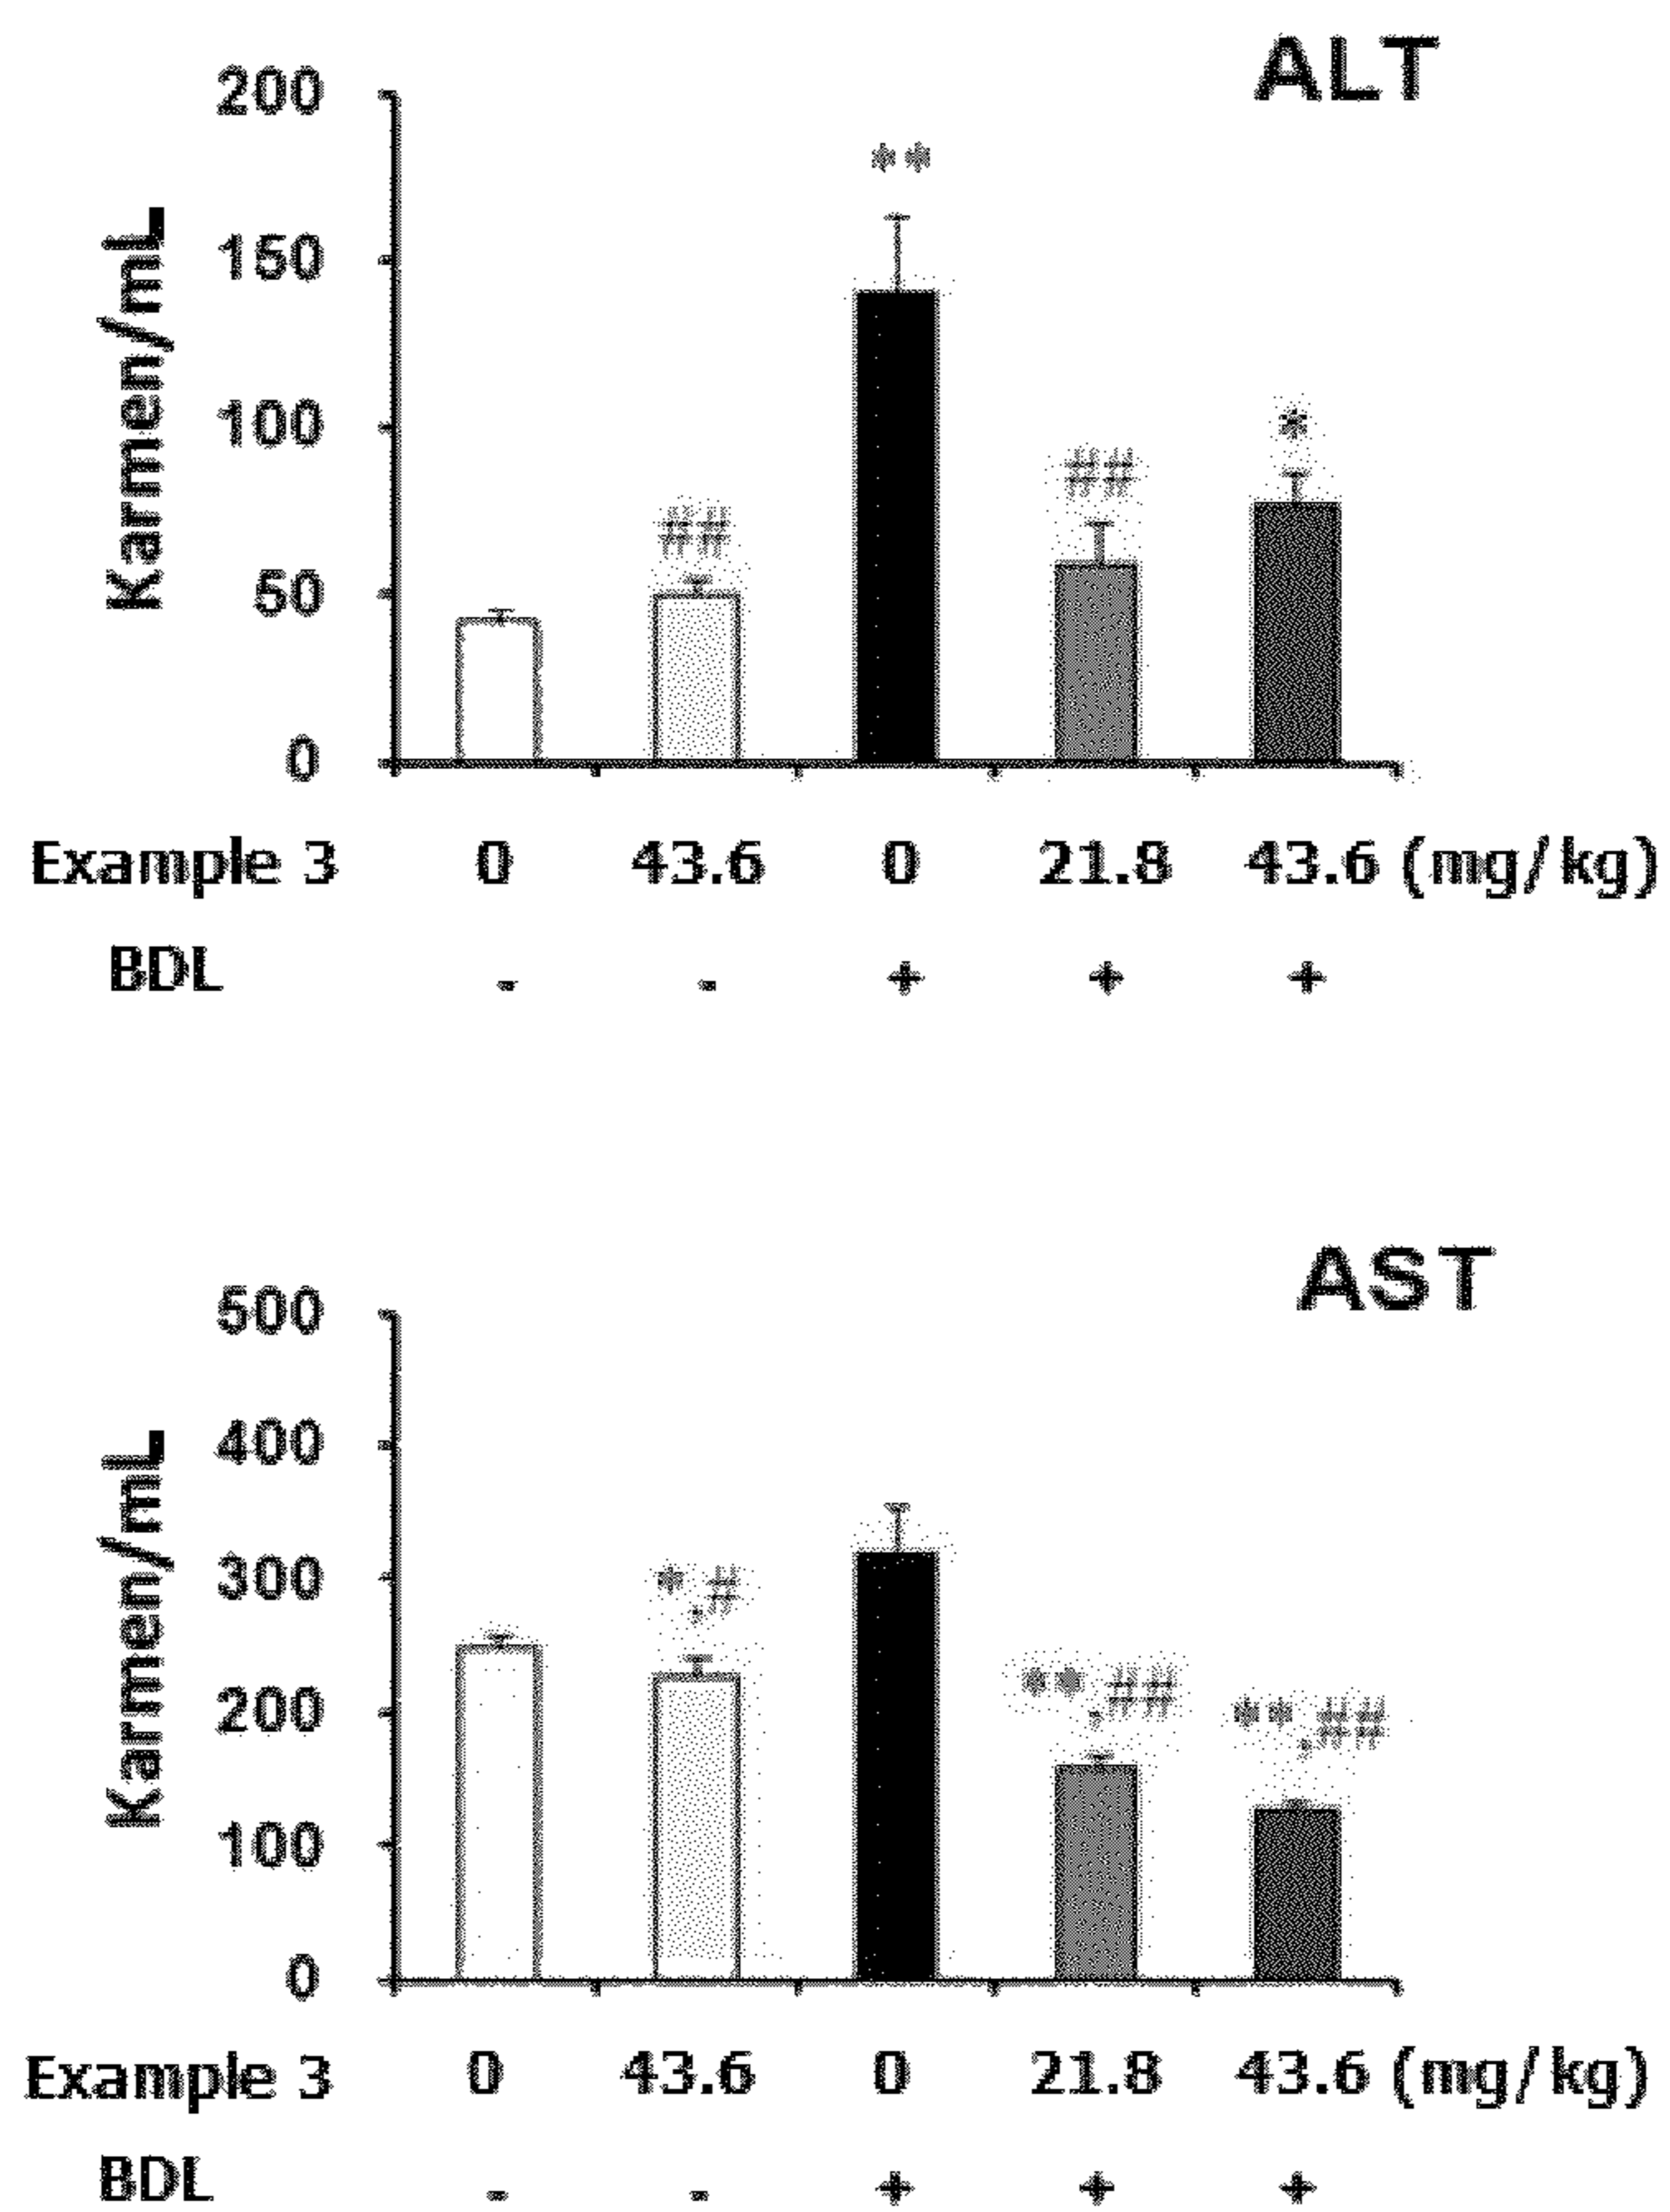 ALT
200
**
150
Karmen/mL
100
*
##
##
50
0
Example 3 0 43.6 0 21.8 43.6 (mg/kg)
BDL - - + + +
AST
500
400
Karmen/mL
300
*,#
**,##
**,##
200
100
0
Example 3 0 43.6 0 21.8 43.6 (mg/kg)
BDL - - + + +